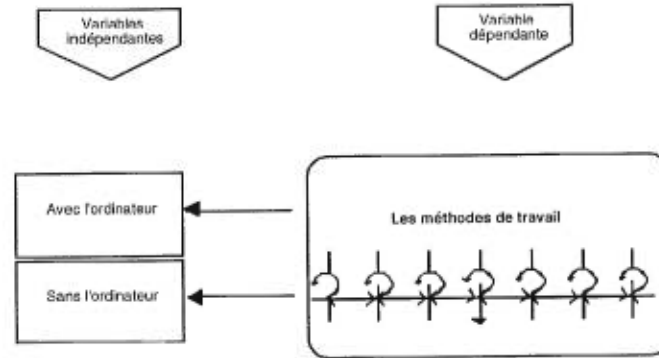 Variables
indépendantes
Variable
dépendante
Avec l'ordinateur
Les méthodes de travail
Sans l'ordinateur